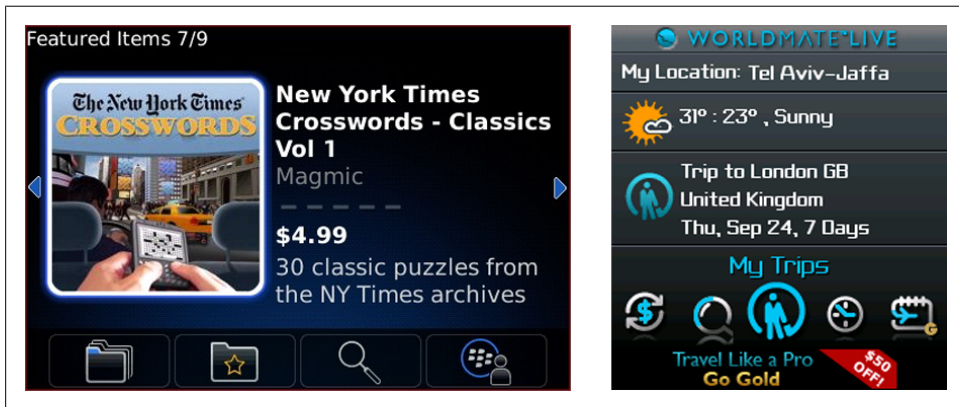 Featured Items 7/9
The New York Times
CROSSWORDS
New York Times
Crosswords - Classics
Vol 1
Magmic
$4.99
30 classic puzzles from
the NY Times archives
WORLDMATE LIVE
My Location: Tel Aviv-Jaffa
31° : 23° , Sunny
Trip to London GB
United Kingdom
Thu, Sep 24, 7 Days
My Trips
$
G
Travel Like a Pro
Go Gold
$50
OFF!